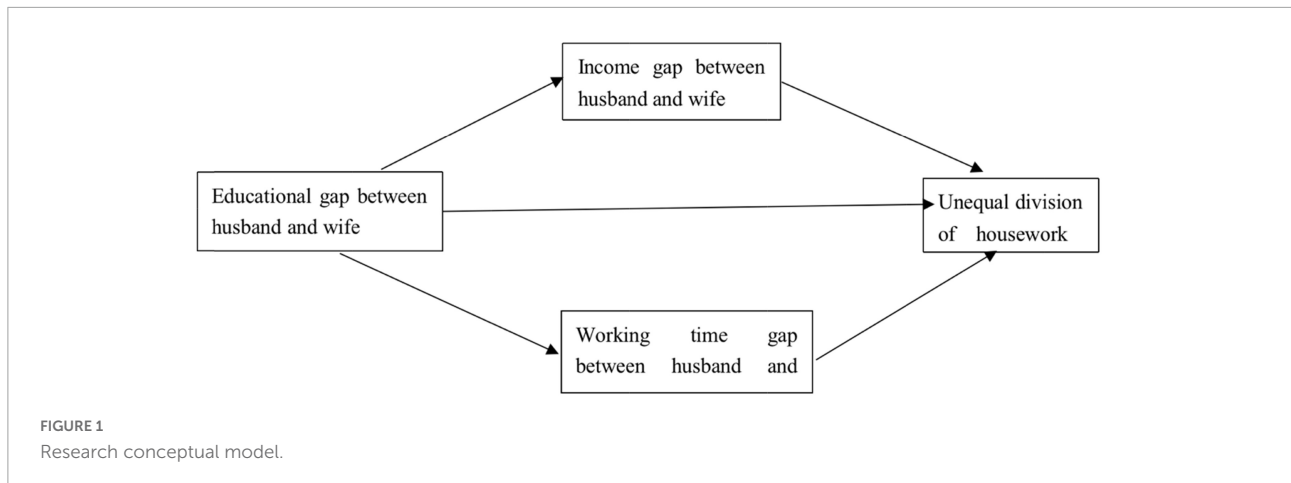 Income gap between
husband and wife
Educational gap between
husband and wife
Unequal division
of housework
Working time gap
between husband and
FIGURE 1
Research conceptual model.